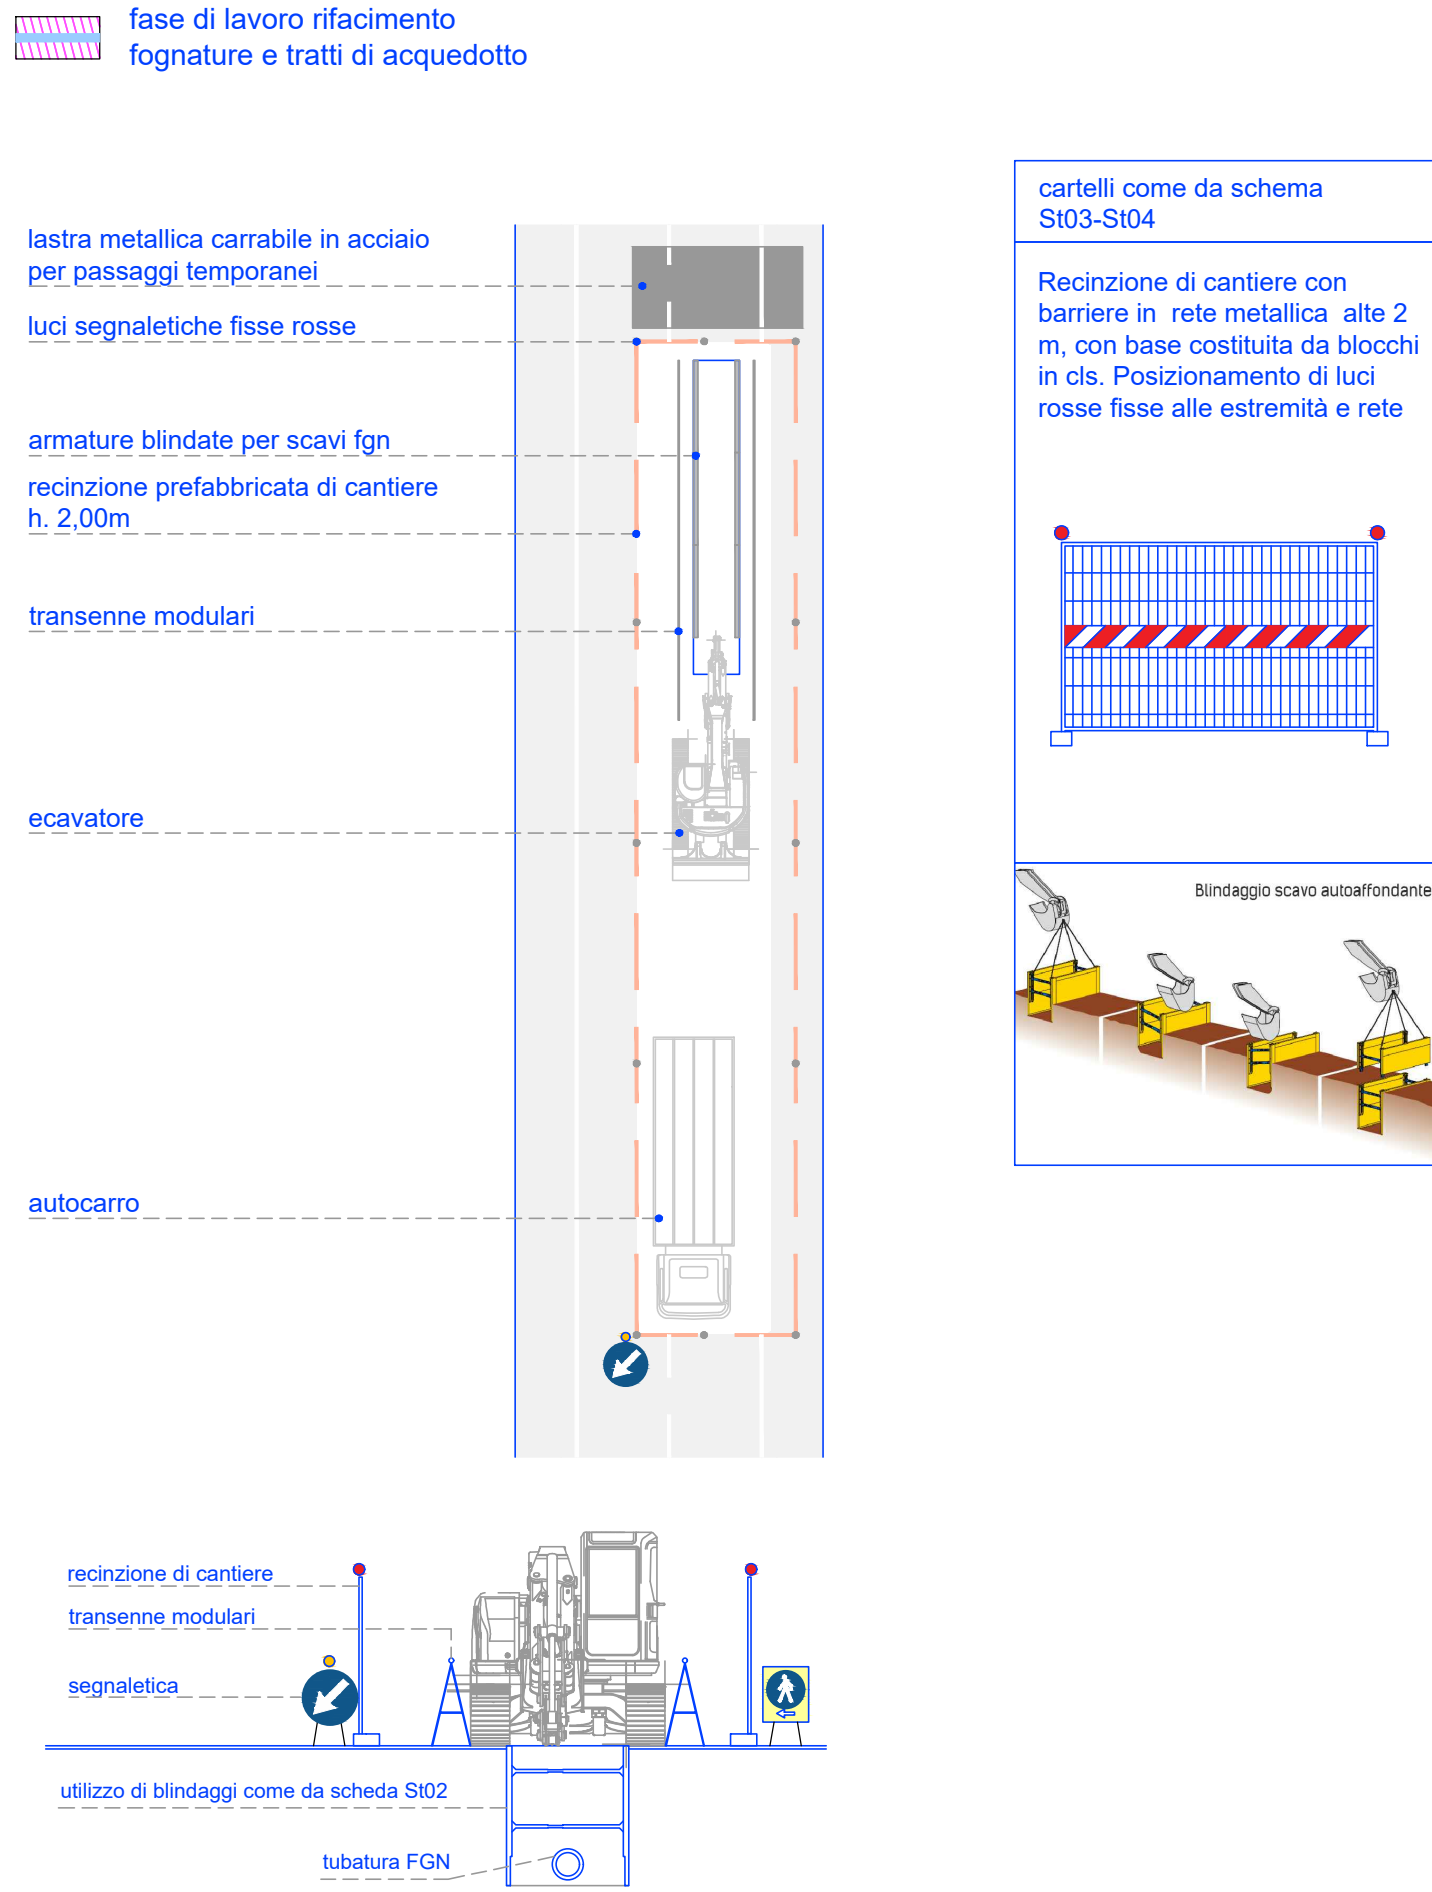 fase di lavoro rifacimento
fognature e tratti di acquedotto
lastra metallica carrabile in acciaio
per passaggi temporanei
luci segnaletiche fisse rosse
armature blindate per scavi fgn
recinzione prefabbricata di cantiere
h. 2,00m
transenne modulari
ecavatore
autocarro
cartelli come da schema
St03-St04
Recinzione di cantiere con
barriere in rete metallica alte 2
m, con base costituita da blocchi
in cls. Posizionamento di luci
rosse fisse alle estremità e rete
Blindaggio scavo autoaffondante
recinzione di cantiere
transenne modulari
segnaletica
utilizzo di blindaggi come da scheda St02
tubatura FGN